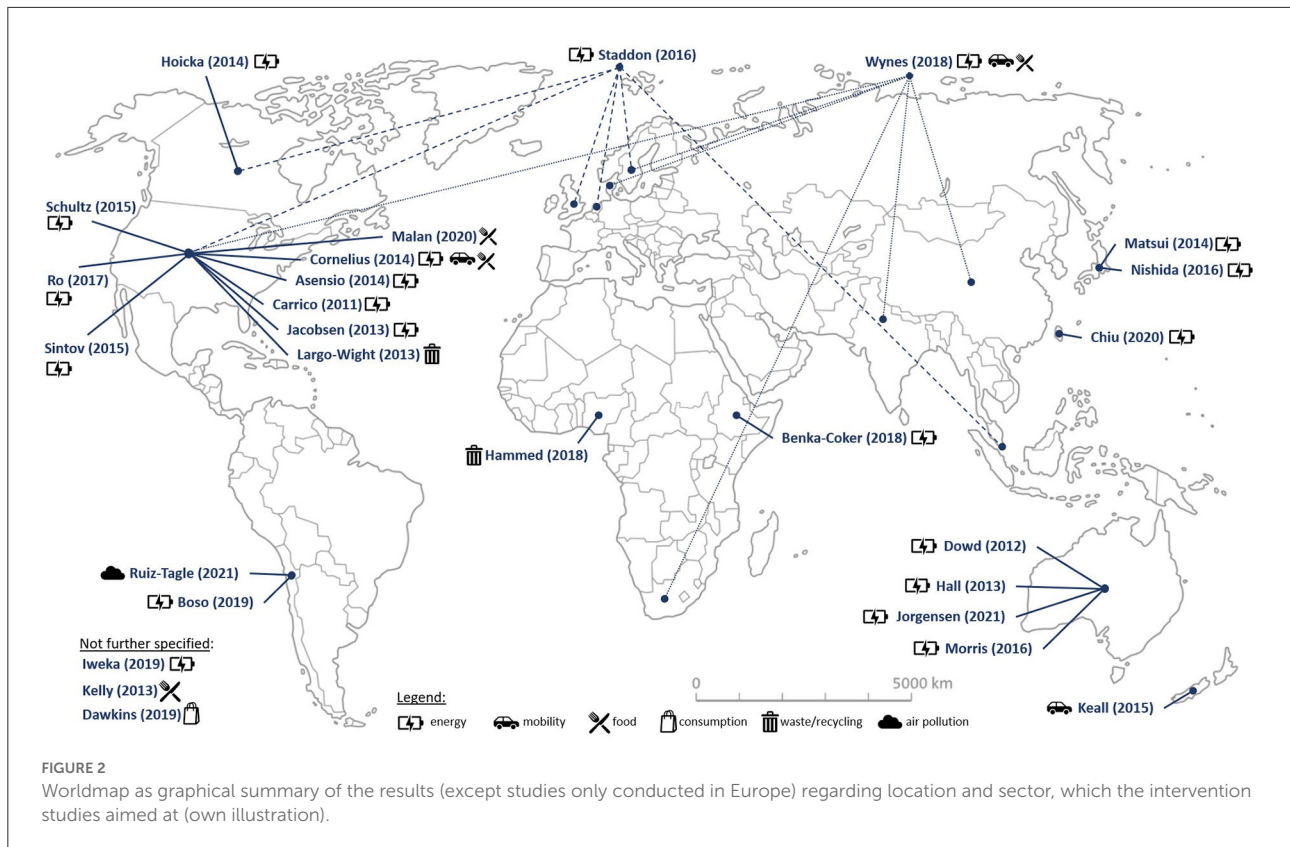 Hoicka (2014)
Staddon (2016)
Wynes (2018)
Schultz (2015)
Malan (2020)
Cornelius (2014)
Ro (2017)
Asensio (2014)
Carrico (2011)
Jacobsen (2013)
Sintov (2015)
Largo-Wight (2013)
Matsui (2014)
Nishida (2016)
Chiu (2020)
Benka-Coker (2018)
Hammed (2018)
Dowd (2012)
Ruiz-Tagle (2021)
Hall (2013)
Boso (2019)
Jorgensen (2021)
Morris (2016)
Not further specified:
Iweka (2019)
Kelly (2013)
Dawkins (2019)
0 5000 km
Keall (2015)
Legend:
energy mobility food consumption waste/recycling air pollution
FIGURE 2
Worldmap as graphical summary of the results (except studies only conducted in Europe) regarding location and sector, which the intervention
studies aimed at (own illustration).